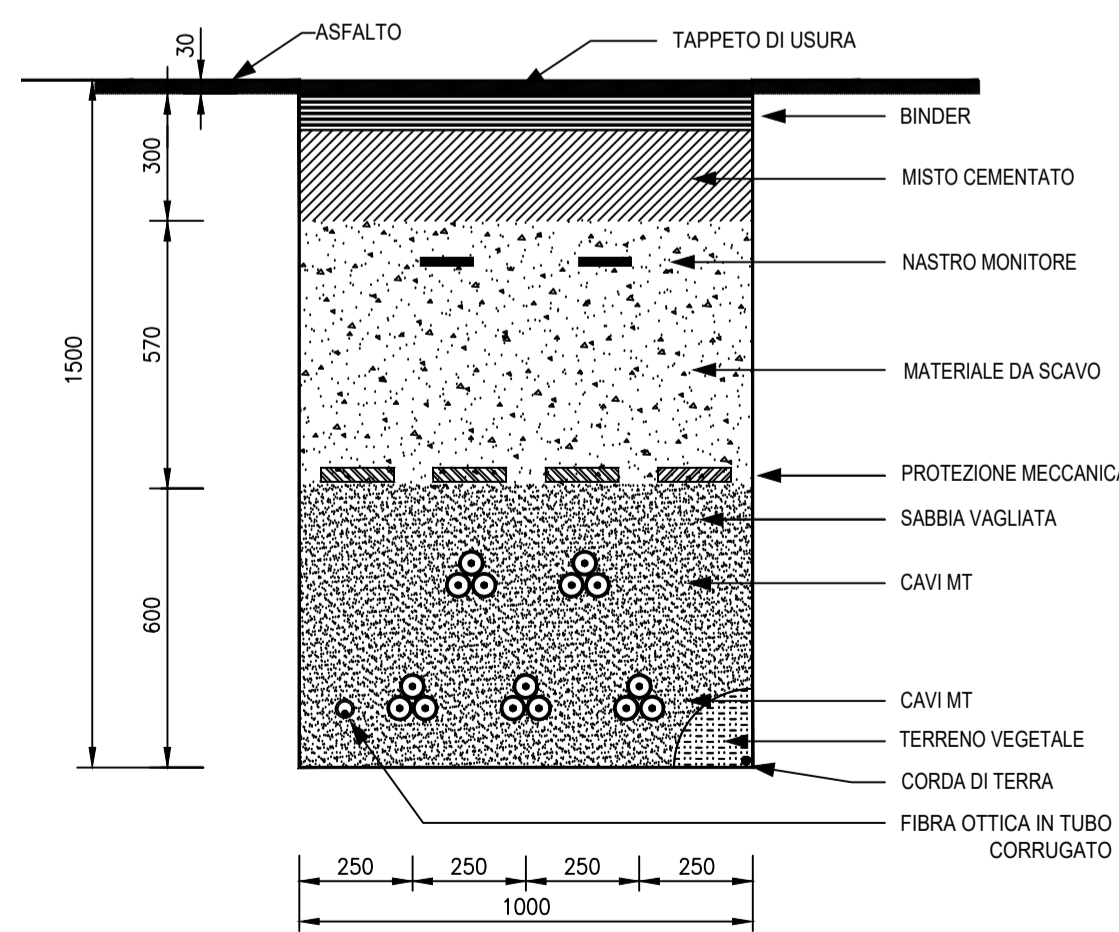 ASFALTO
TAPPETO DI USURA
30
BINDER
300
MISTO CEMENTATO
NASTRO MONITORE
570
1500
MATERIALE DA SCAVO
PROTEZIONE MECCANICA
SABBIA VAGLIATA
CAVI MT
600
CAVI MT
TERRENO VEGETALE
CORDA DI TERRA
FIBRA OTTICA IN TUBO
CORRUGATO
250 250 250 250
1000